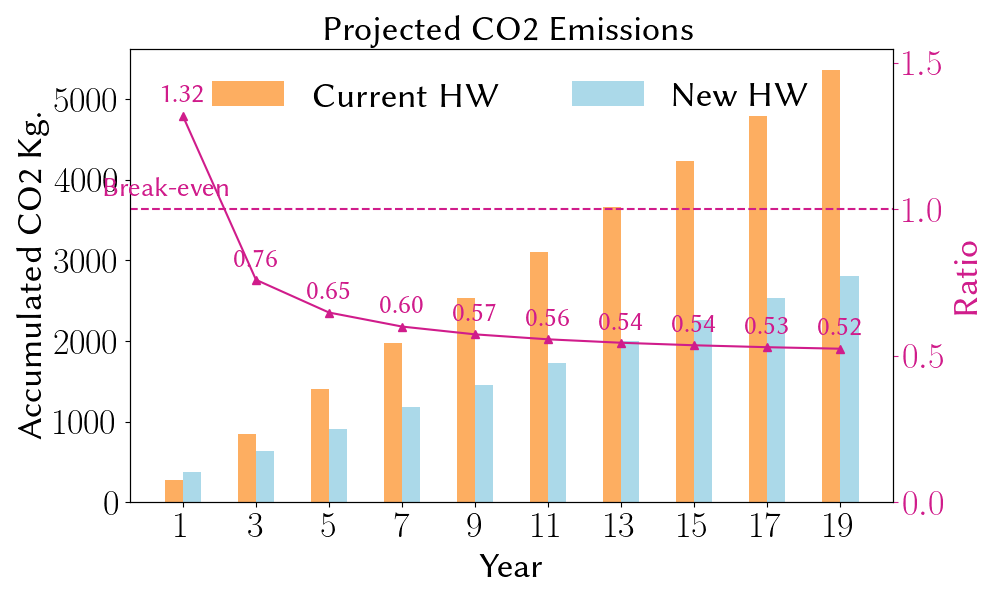 Projected CO2 Emissions
Current HW
New HW
Accumulated CO2 Kg.
5000
4000
3000
2000
1000
0
Break-even
1.32
0.76
0.65
0.60
0.57
0.56
0.54
0.54
0.53
0.52
1.5
1.0
0.5
0.0
Ratio
1 3 5 7 9 11 13 15 17 19
Year